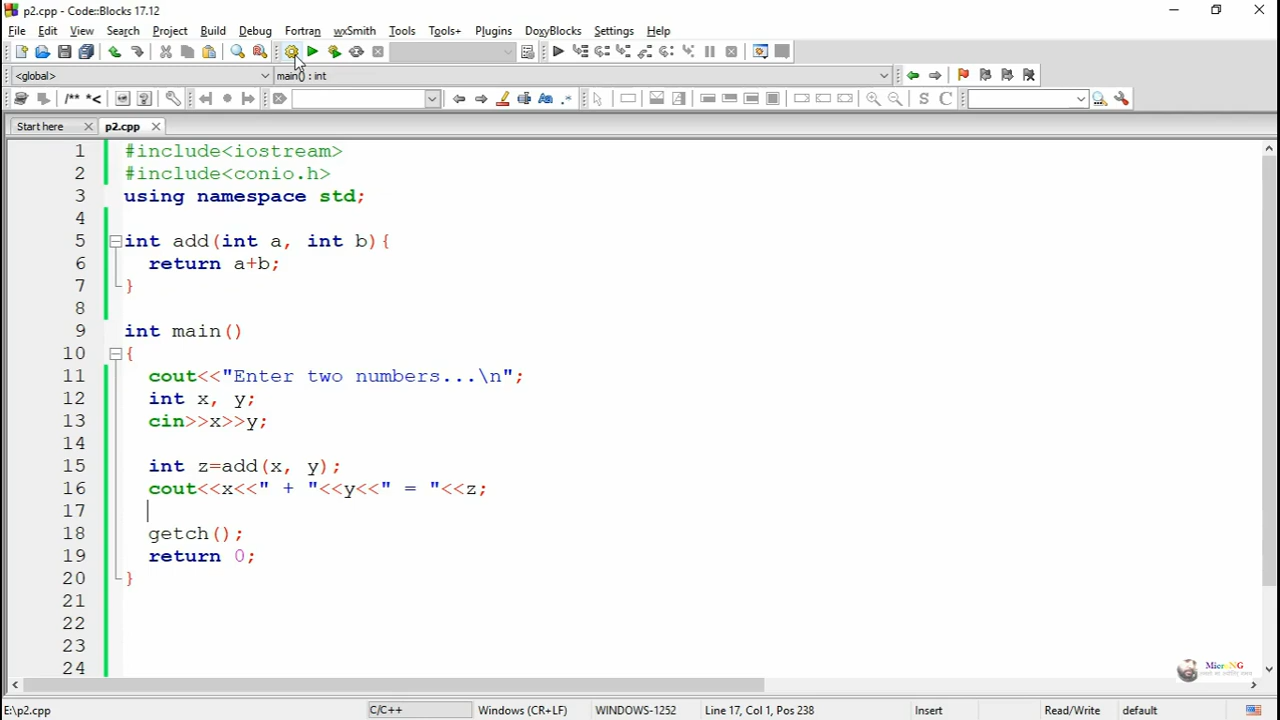 p2.cpp - Code::Blocks 17.12
File Edit View Search Project Build Debug Fortran wxSmith Tools Tools+ Plugins DoxyBlocks Settings Help
<global> main() : int
/** *<
S C
Start here p2.cpp
1 #include<iostream>
2 #include<conio.h>
3 using namespace std;
4
5 int add(int a, int b){
6 return a+b;
7 }
8
9 int main()
10 {
11 cout<<"Enter two numbers...\n";
12 int x, y;
13 cin>>x>>y;
14
15 int z=add(x, y);
16 cout<<x<<" + "<<y<<" = "<<z;
17
18 getch();
19 return 0;
20 }
21
22
23
24
MicroNG
E:\p2.cpp C/C++ Windows (CR+LF) WINDOWS-1252 Line 17, Col 1, Pos 238 Insert Read/Write default